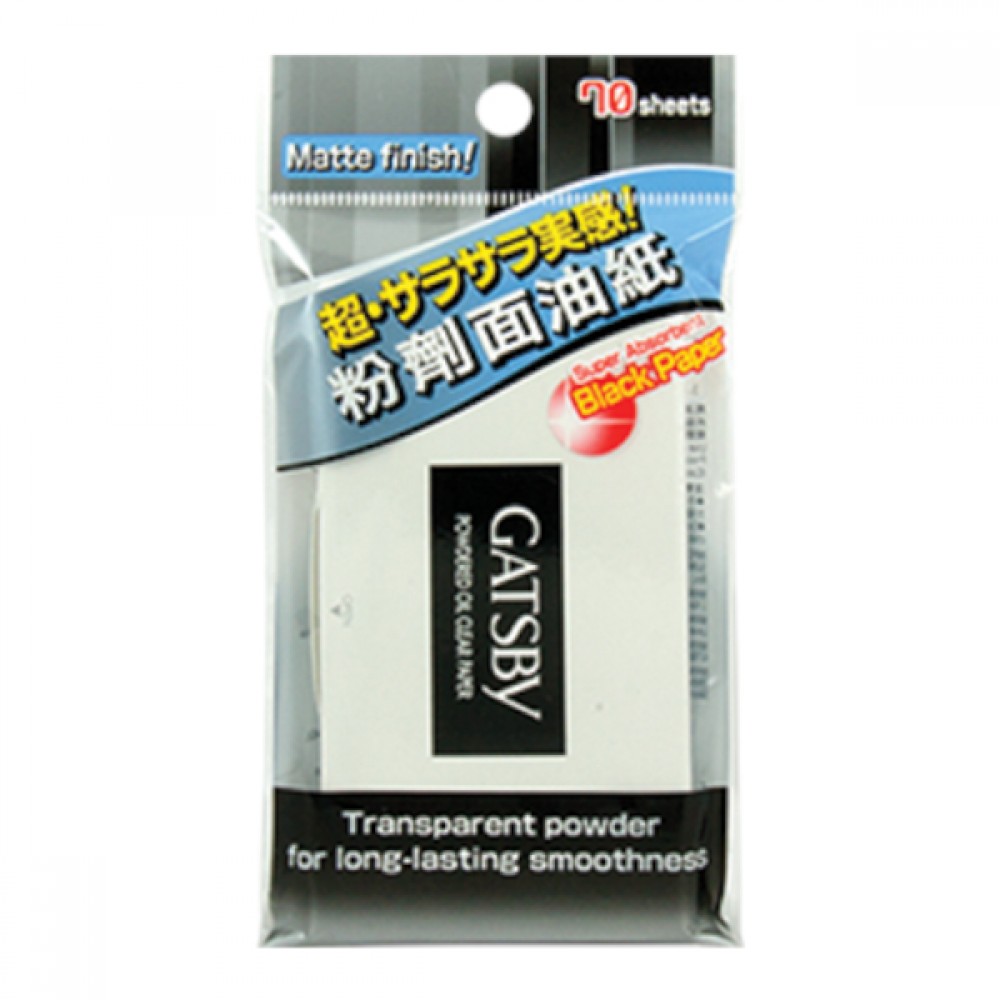 70 sheets
Matte finish!
超・サラサラ実感!
粉劑面油紙
Super Absorbent
Black Paper
GATSBY
POWDERED OIL CLEAR PAPER
Transparent powder
for long-lasting smoothness